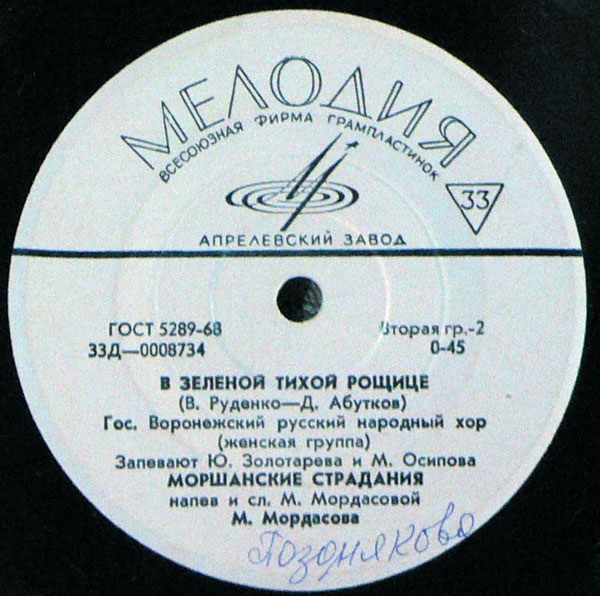 МЕЛОДИЯ
ВСЕСОЮЗНАЯ ФИРМА ГРАМПЛАСТИНОК
33
АПРЕЛЕВСКИЙ ЗАВОД
ГОСТ 5289-68 Вторая гр.-2
33Д—0008734 0-45
В ЗЕЛЕНОЙ ТИХОЙ РОЩИЦЕ
(В. Руденко—Д. Абутков)
Гос. Воронежский русский народный хор
(женская группа)
Запевают Ю. Золотарева и М. Осипова
МОРШАНСКИЕ СТРАДАНИЯ
напев и сл. М. Мордасовой
М. Мордасова
Позднякова